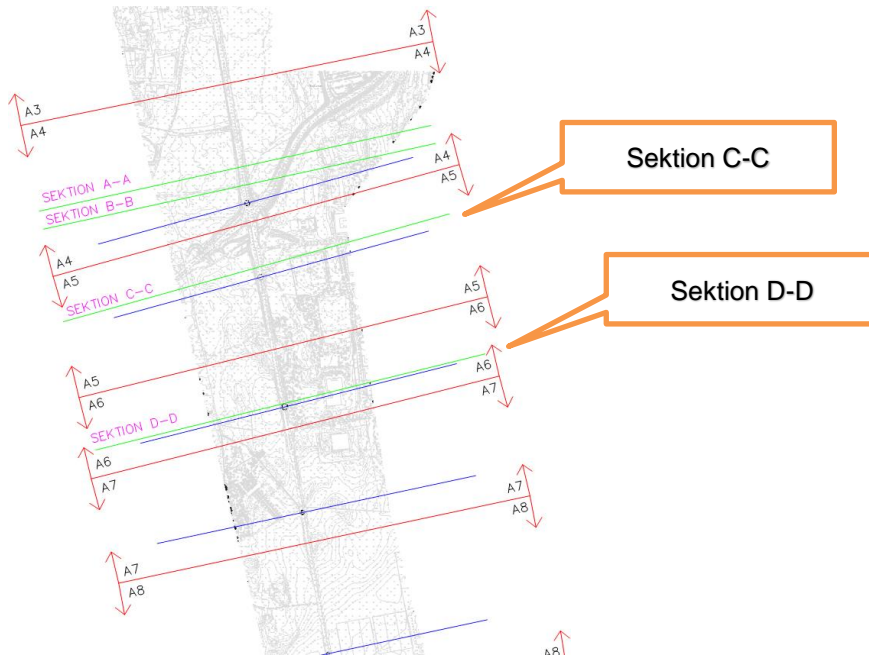 A3
A4
A3
A4
Sektion C-C
SEKTION A-A
SEKTION B-B
A4
A5
A4
A5
SEKTION C-C
Sektion D-D
A5
A6
A5
A6
A6
A7
SEKTION D-D
A6
A7
A7
A8
A7
A8
A8